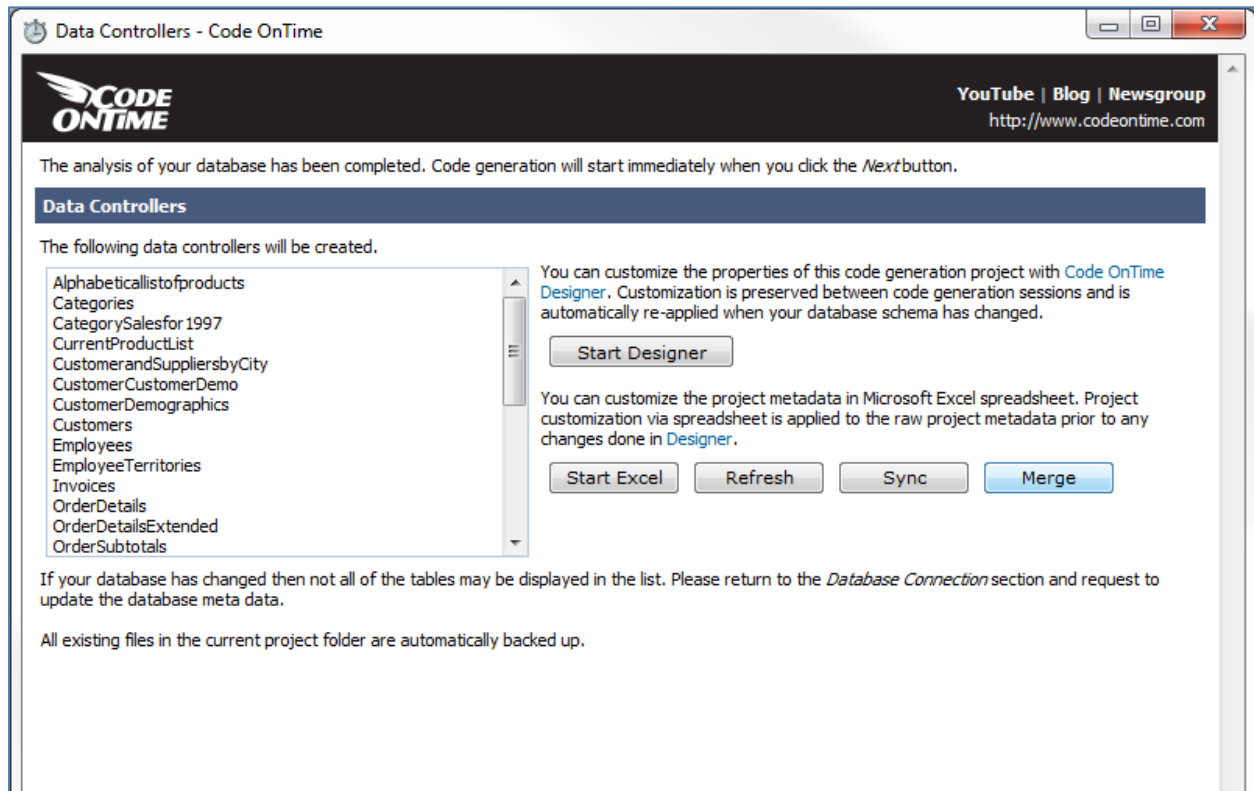 Data Controllers - Code OnTime
CODE
ONTIME
YouTube | Blog | Newsgroup
http://www.codeontime.com
The analysis of your database has been completed. Code generation will start immediately when you click the Next button.
Data Controllers
The following data controllers will be created.
Alphabeticallistofproducts
Categories
CategorySalesfor1997
CurrentProductList
CustomerandSuppliersbyCity
CustomerCustomerDemo
CustomerDemographics
Customers
Employees
EmployeeTerritories
Invoices
OrderDetails
OrderDetailsExtended
OrderSubtotals
You can customize the properties of this code generation project with Code OnTime
Designer. Customization is preserved between code generation sessions and is
automatically re-applied when your database schema has changed.
Start Designer
You can customize the project metadata in Microsoft Excel spreadsheet. Project
customization via spreadsheet is applied to the raw project metadata prior to any
changes done in Designer.
Start Excel
Refresh
Sync
Merge
If your database has changed then not all of the tables may be displayed in the list. Please return to the Database Connection section and request to
update the database meta data.
All existing files in the current project folder are automatically backed up.